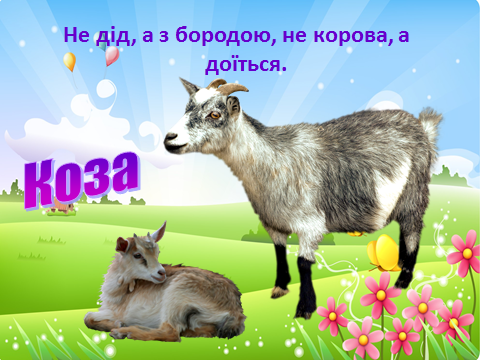 Не дід, а з бородою, не корова, а
доїться.
Коза